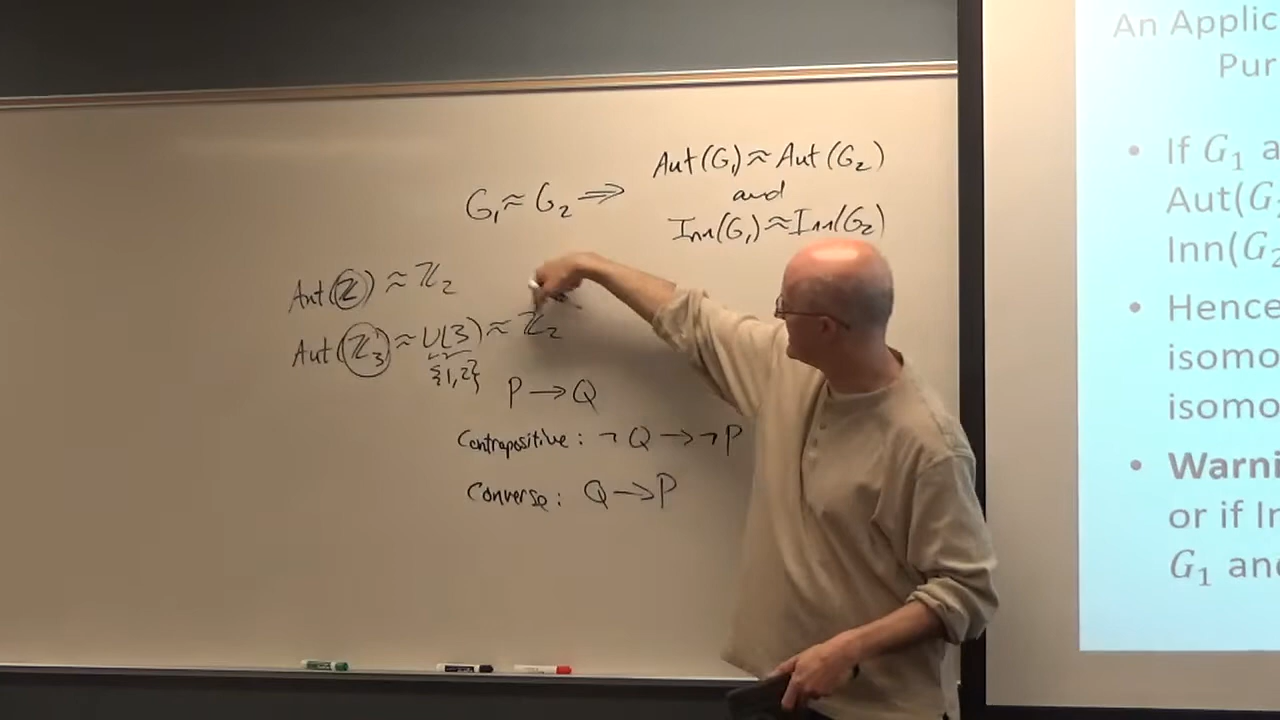 Aut(G₁) ≈ Aut(G₂)
and
G₁ ≈ G₂ ⇒ Inn(G₁) ≈ Inn(G₂)
Aut(ℤ) ≈ ℤ₂
Aut(ℤ₃) ≈ U(3) ≈ ℤ₂
{1,2}
P → Q
Contrapositive: ¬Q → ¬P
Converse: Q → P
An Applic
Pur
• If G₁ a
Aut(G
Inn(G₂
• Hence
isomo
isomo
• Warni
or if In
G₁ and